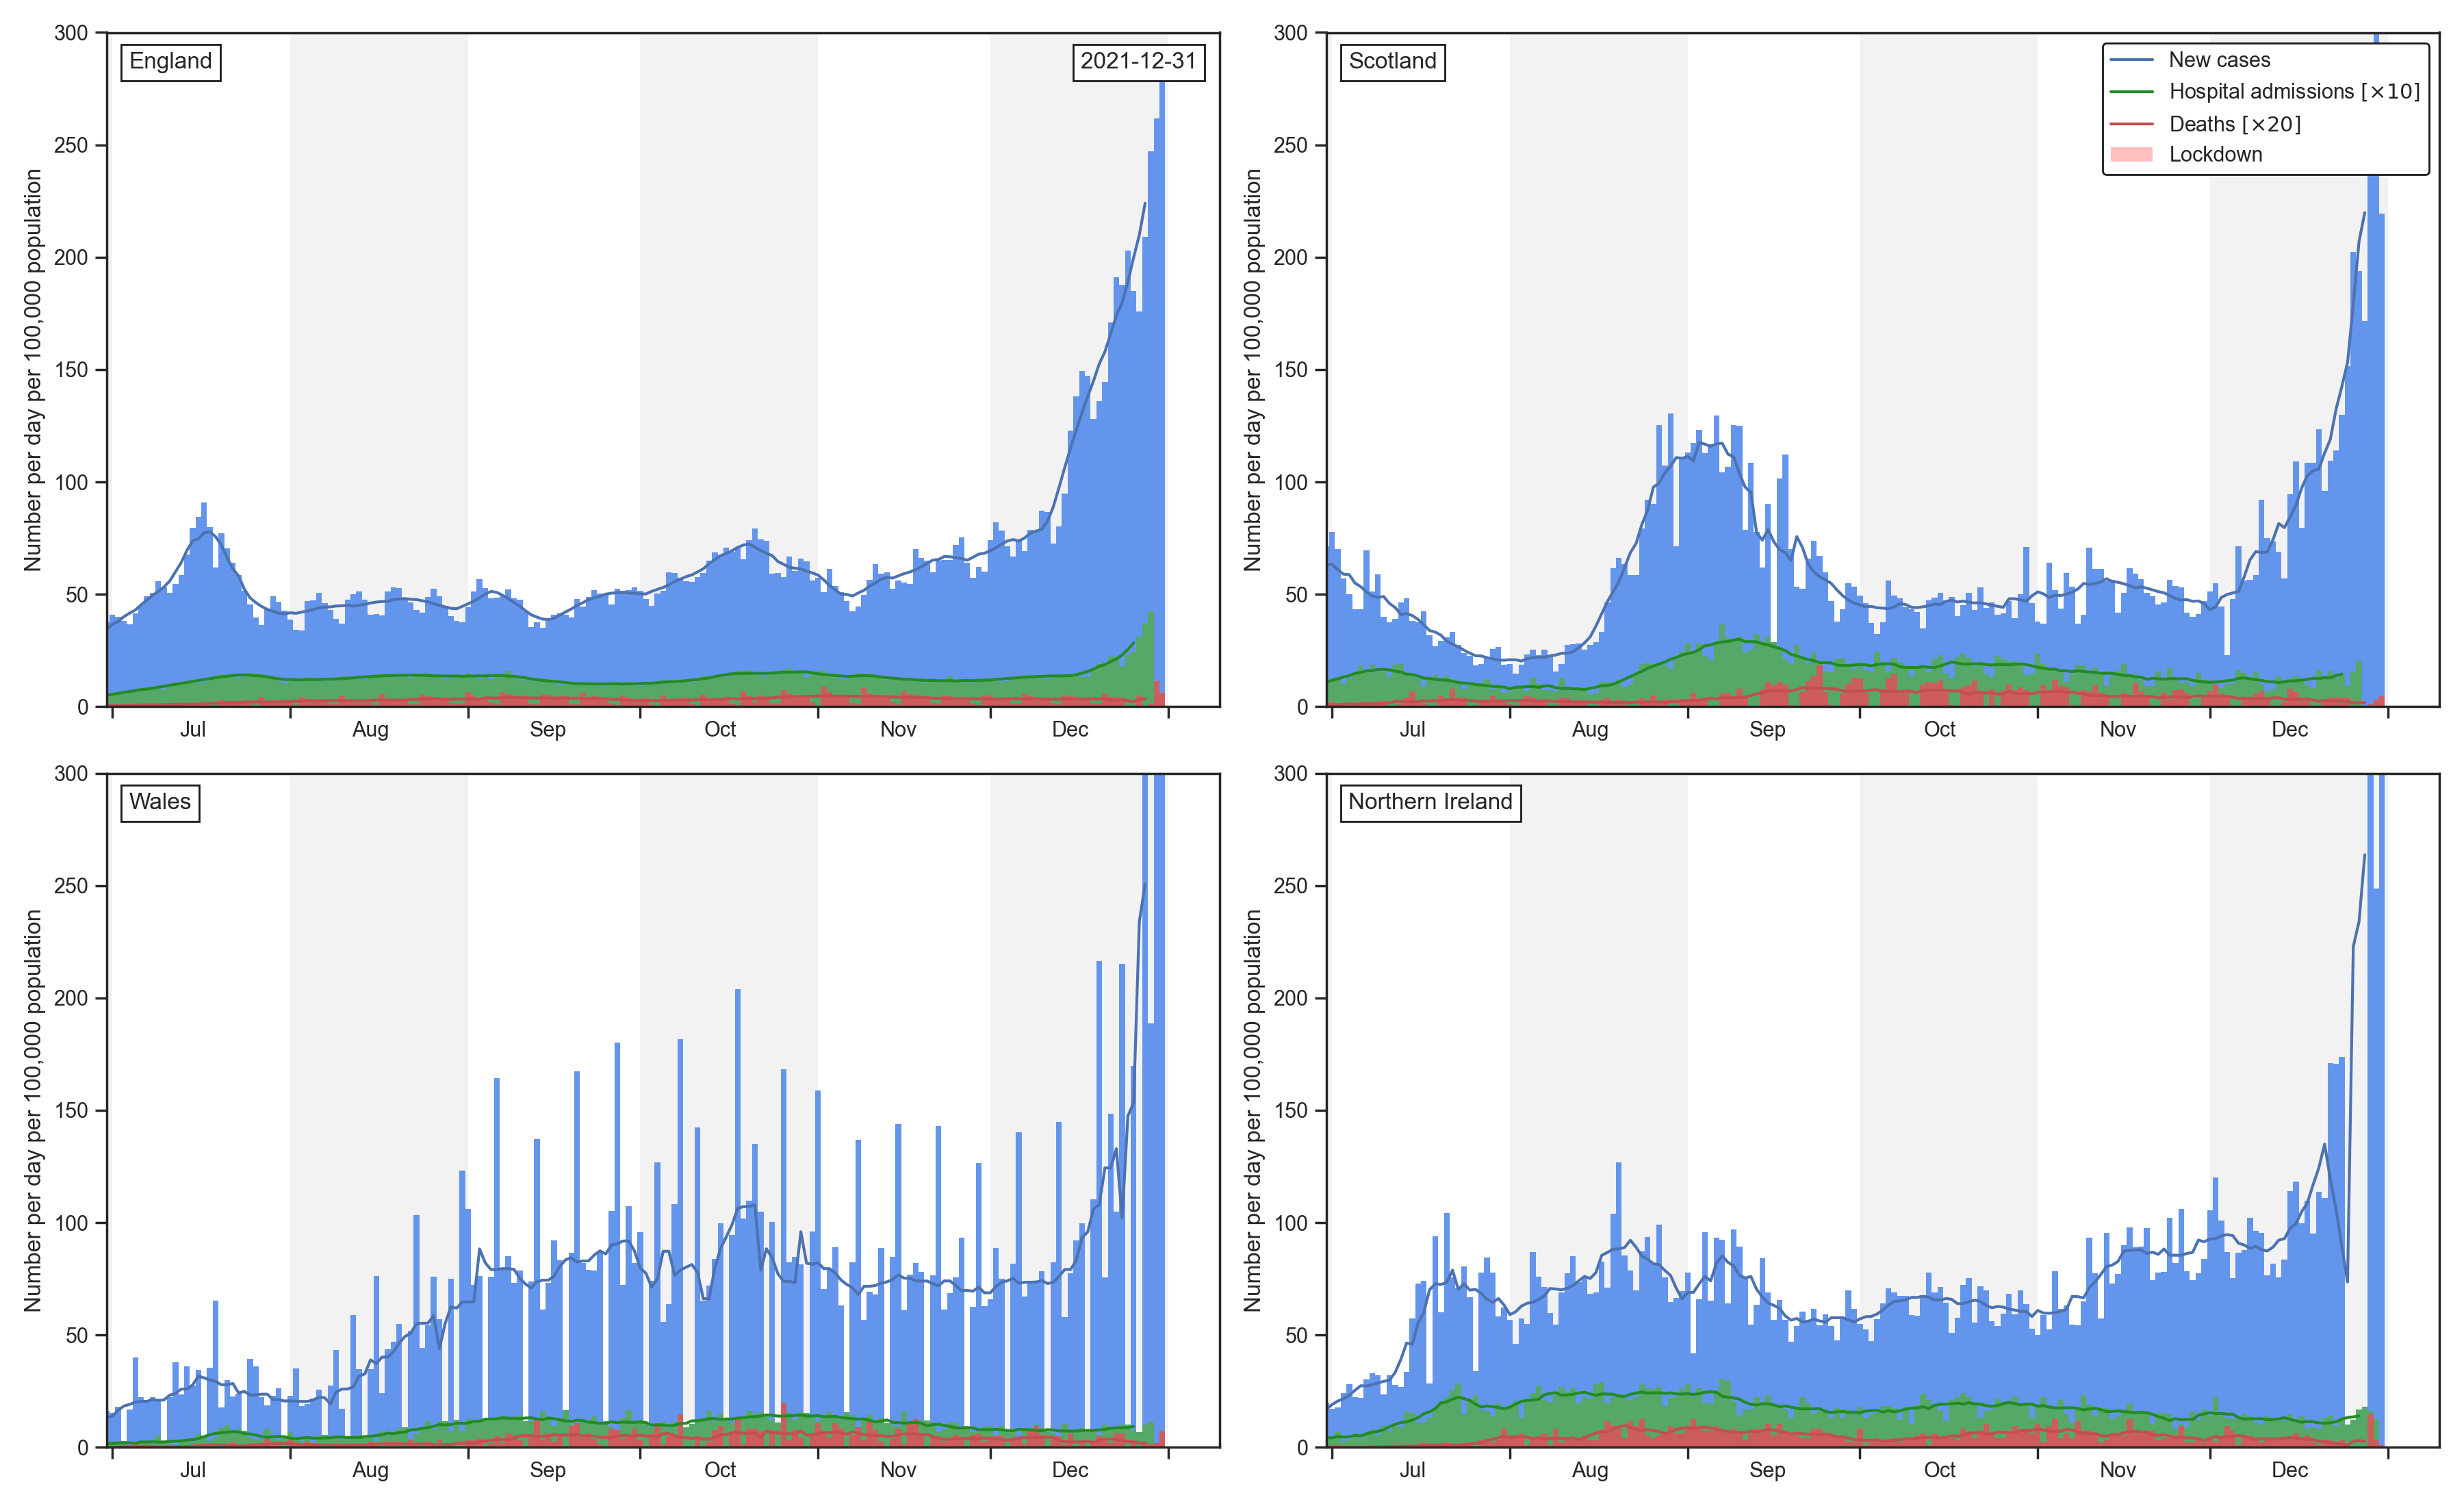 England
2021-12-31
Number per day per 100,000 population
300
250
200
150
100
50
0
Jul Aug Sep Oct Nov Dec
Scotland
New cases
Hospital admissions [×10]
Deaths [×20]
Lockdown
Number per day per 100,000 population
300
250
200
150
100
50
0
Jul Aug Sep Oct Nov Dec
Wales
Number per day per 100,000 population
300
250
200
150
100
50
0
Jul Aug Sep Oct Nov Dec
Northern Ireland
Number per day per 100,000 population
300
250
200
150
100
50
0
Jul Aug Sep Oct Nov Dec